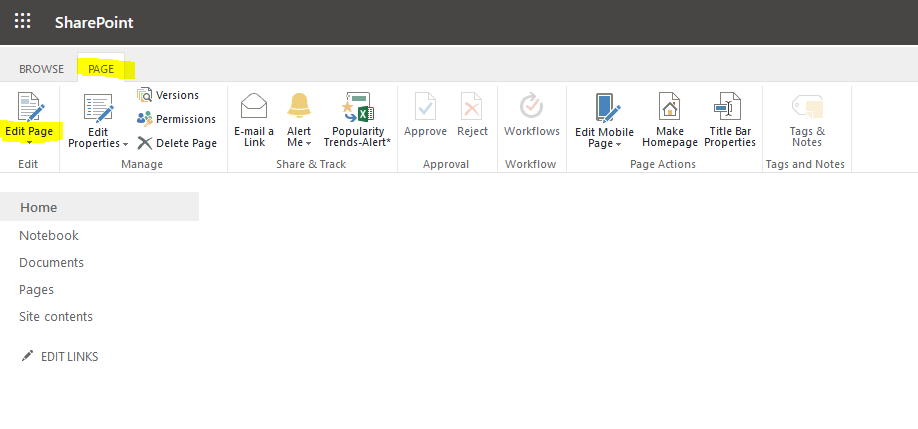 SharePoint
BROWSE PAGE
Edit Page
Edit
Edit
Properties
Versions
Permissions
Delete Page
Manage
E-mail a
Link
Alert
Me
Popularity
Trends-Alert*
Share & Track
Approve
Reject
Approval
Workflows
Workflow
Edit Mobile
Page
Make
Homepage
Title Bar
Properties
Page Actions
Tags &
Notes
Tags and Notes
Home
Notebook
Documents
Pages
Site contents
EDIT LINKS